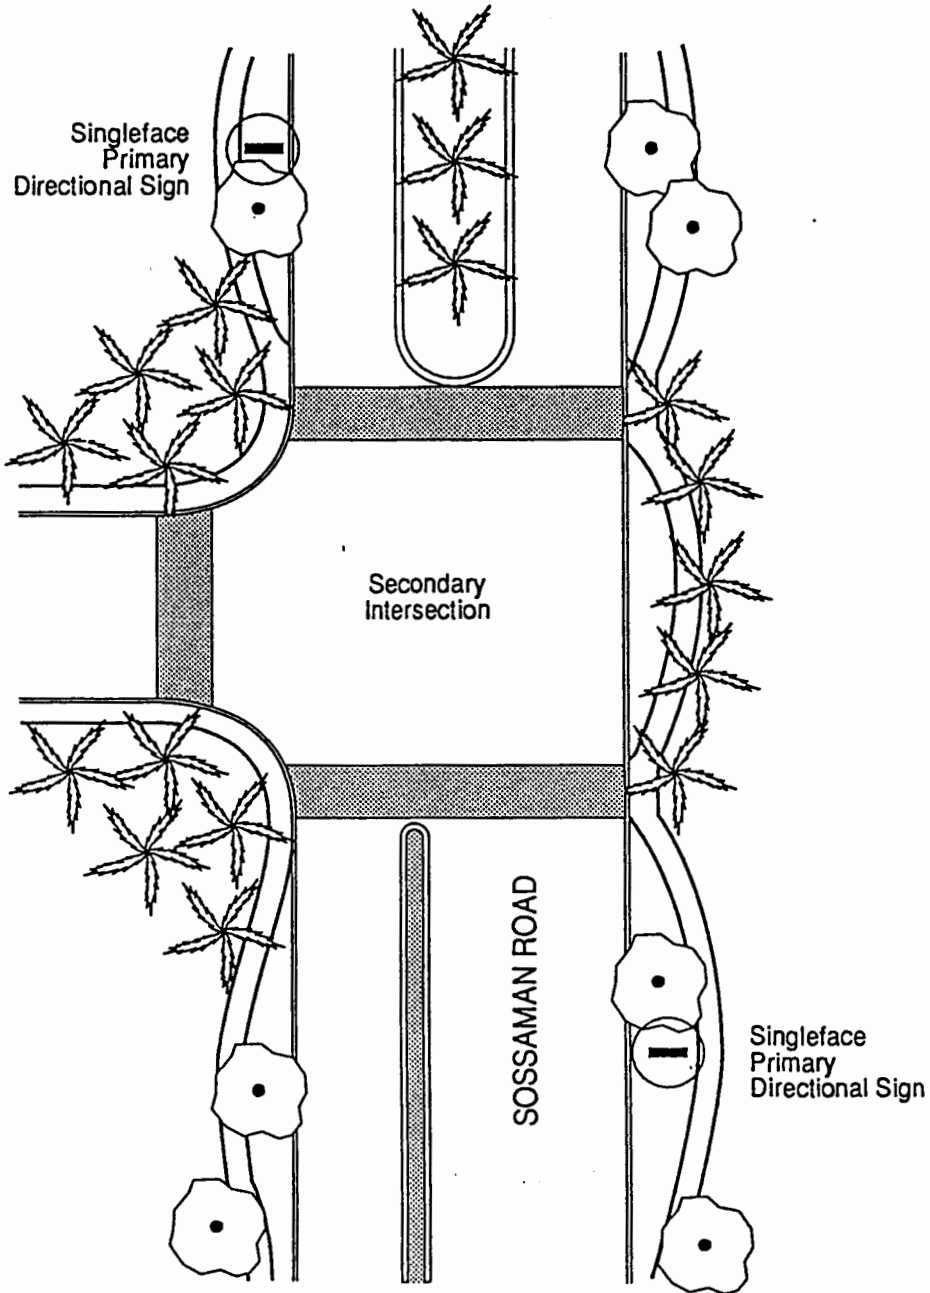 Singleface
Primary
Directional Sign
Secondary
Intersection
SOSSAMAN ROAD
Singleface
Primary
Directional Sign